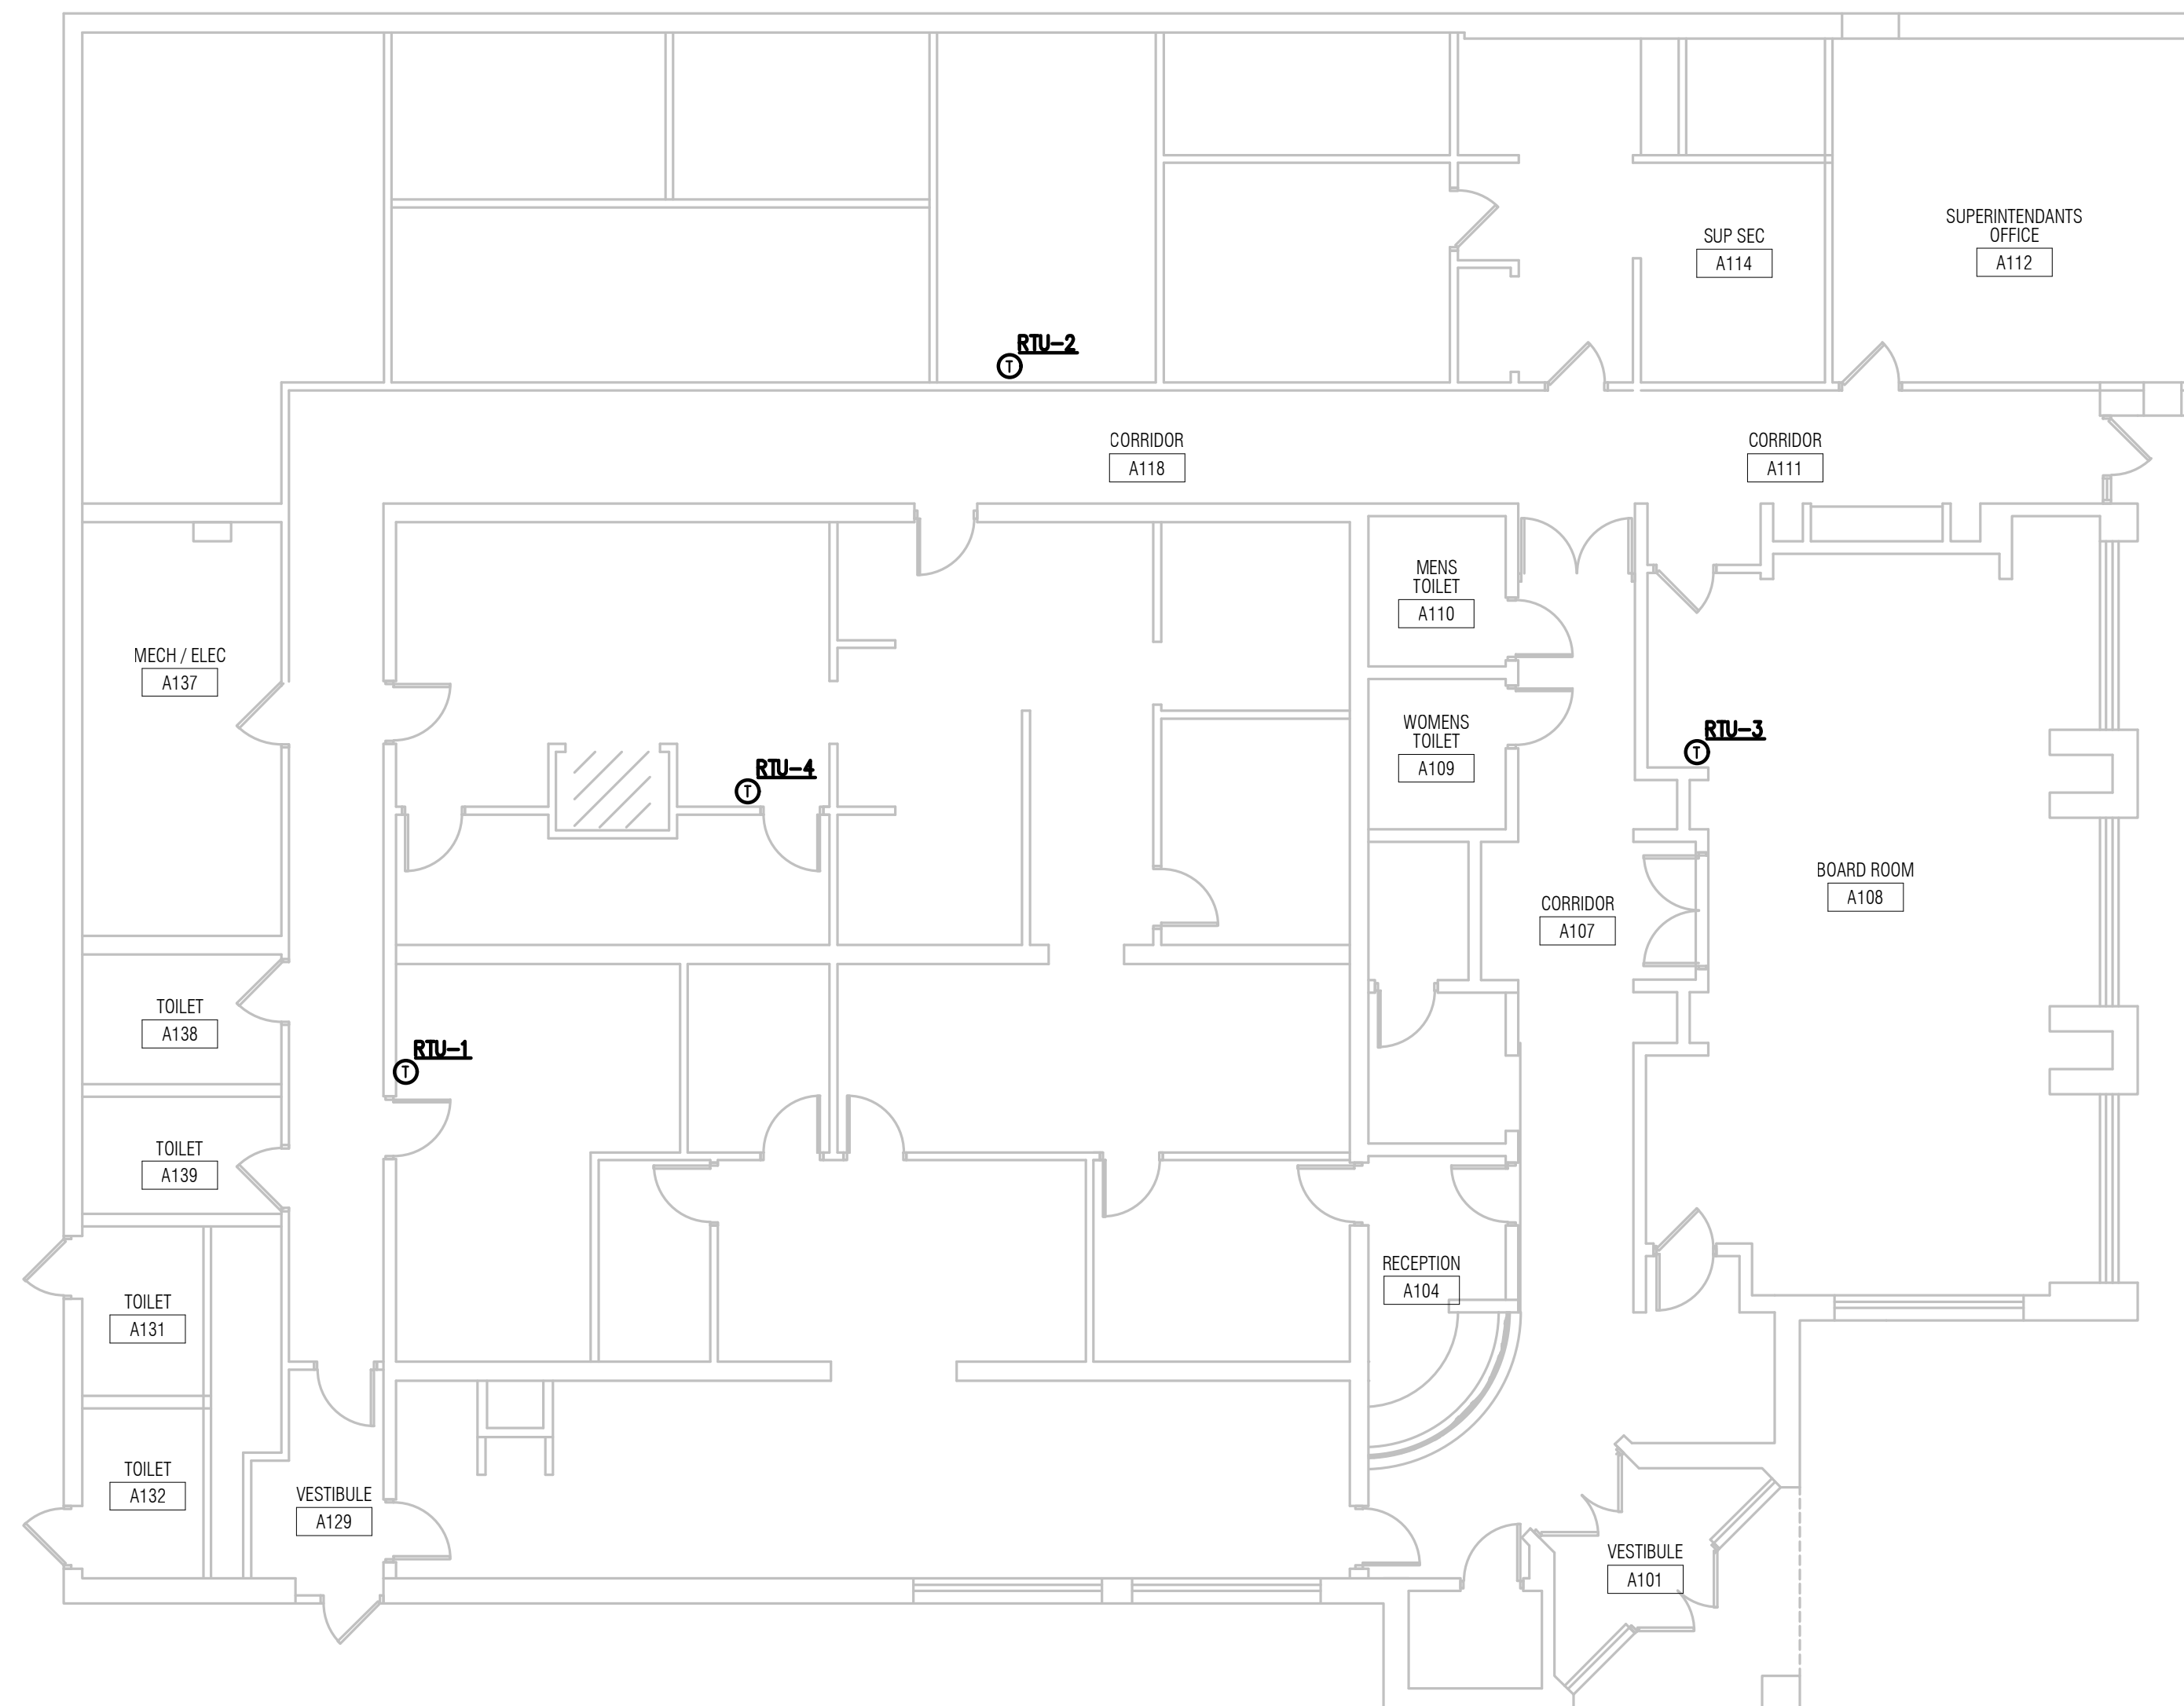 SUPERINTENDANTS
OFFICE
A112
SUP SEC
A114
RTU-2
T
CORRIDOR
A118
CORRIDOR
A111
MENS
TOILET
A110
MECH / ELEC
A137
WOMENS
TOILET
A109
RTU-3
T
RTU-4
T
BOARD ROOM
A108
CORRIDOR
A107
TOILET
A138
RTU-1
T
TOILET
A139
RECEPTION
A104
TOILET
A131
TOILET
A132
VESTIBULE
A129
VESTIBULE
A101